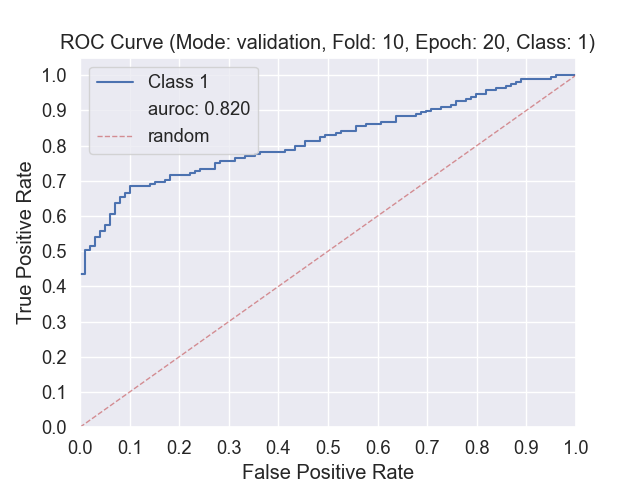 ROC Curve (Mode: validation, Fold: 10, Epoch: 20, Class: 1)
Class 1
auroc: 0.820
random
True Positive Rate
1.0
0.9
0.8
0.7
0.6
0.5
0.4
0.3
0.2
0.1
0.0
0.0 0.1 0.2 0.3 0.4 0.5 0.6 0.7 0.8 0.9 1.0
False Positive Rate